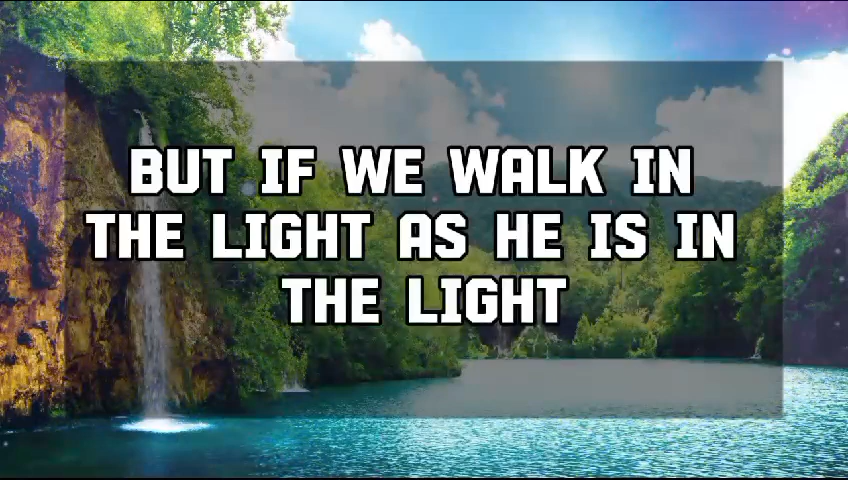 BUT IF WE WALK IN
THE LIGHT AS HE IS IN
THE LIGHT